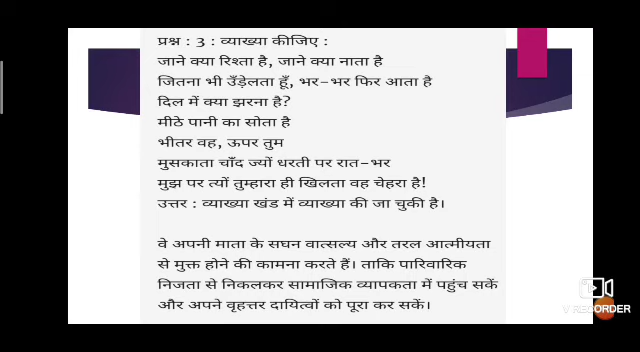 प्रश्न : 3 : व्याख्या कीजिए :
जाने क्या रिश्ता है, जाने क्या नाता है
जितना भी उँड़ेलता हूँ, भर-भर फिर आता है
दिल में क्या झरना है?
मीठे पानी का सोता है
भीतर वह, ऊपर तुम
मुसकाता चाँद ज्यों धरती पर रात-भर
मुझ पर त्यों तुम्हारा ही खिलता वह चेहरा है!
उत्तर : व्याख्या खंड में व्याख्या की जा चुकी है।
वे अपनी माता के सघन वात्सल्य और तरल आत्मीयता
से मुक्त होने की कामना करते हैं। ताकि पारिवारिक
निजता से निकलकर सामाजिक व्यापकता में पहुंच सकें
और अपने वृहत्तर दायित्वों को पूरा कर सकें।
V RECORDER